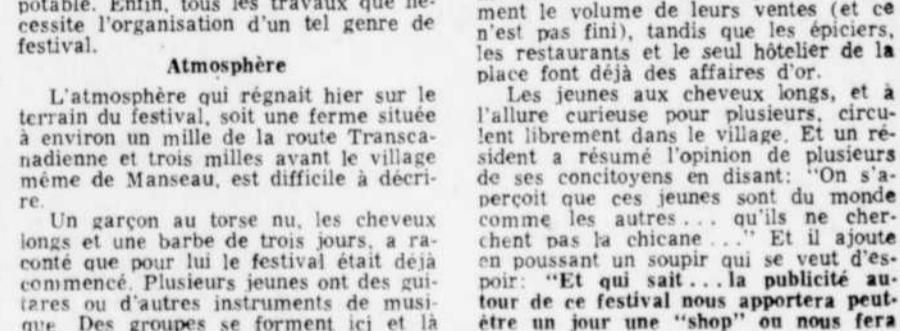 potable. Enfin, tous les travaux que né-
cessite l'organisation d'un tel genre de
festival.
Atmosphère
L'atmosphère qui régnait hier sur le
terrain du festival, soit une ferme située
à environ un mille de la route Transca-
nadienne et trois milles avant le village
même de Manseau, est difficile à décri-
re.
Un garçon au torse nu, les cheveux
longs et une barbe de trois jours, a ra-
conté que pour lui le festival était déjà
commencé. Plusieurs jeunes ont des gui-
tares ou d'autres instruments de musi-
que. Des groupes se forment ici et là
ment le volume de leurs ventes (et ce
n'est pas fini), tandis que les épiciers,
les restaurants et le seul hôtelier de la
place font déjà des affaires d'or.
Les jeunes aux cheveux longs, et à
l'allure curieuse pour plusieurs, circu-
lent librement dans le village. Et un ré-
sident a résumé l'opinion de plusieurs
de ses concitoyens en disant: "On s'a-
perçoit que ces jeunes sont du monde
comme les autres... qu'ils ne cher-
chent pas la chicane ..." Et il ajoute
en poussant un soupir qui se veut d'es-
poir: "Et qui sait...la publicité au-
tour de ce festival nous apportera peut-
être un jour une "shop" ou nous fera